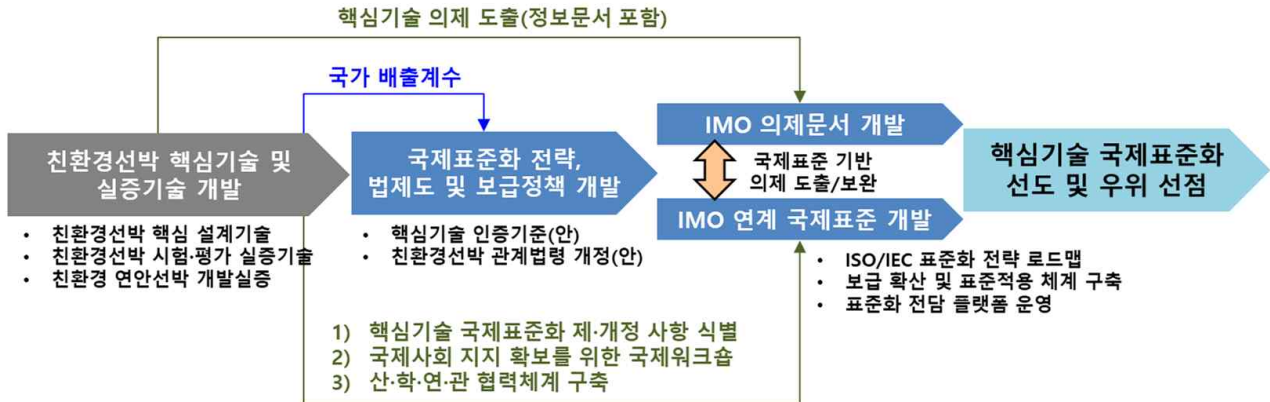 핵심기술 의제 도출(정보문서 포함)
국가 배출계수
친환경선박 핵심기술 및
실증기술 개발
• 친환경선박 핵심 설계기술
• 친환경선박 시험·평가 실증기술
• 친환경 연안선박 개발실증
국제표준화 전략,
법제도 및 보급정책 개발
• 핵심기술 인증기준(안)
• 친환경선박 관계법령 개정(안)
IMO 의제문서 개발
국제표준 기반
의제 도출/보완
IMO 연계 국제표준 개발
• ISO/IEC 표준화 전략 로드맵
• 보급 확산 및 표준적용 체계 구축
• 표준화 전담 플랫폼 운영
핵심기술 국제표준화
선도 및 우위 선점
1) 핵심기술 국제표준화 제·개정 사항 식별
2) 국제사회 지지 확보를 위한 국제워크숍
3) 산·학·연·관 협력체계 구축